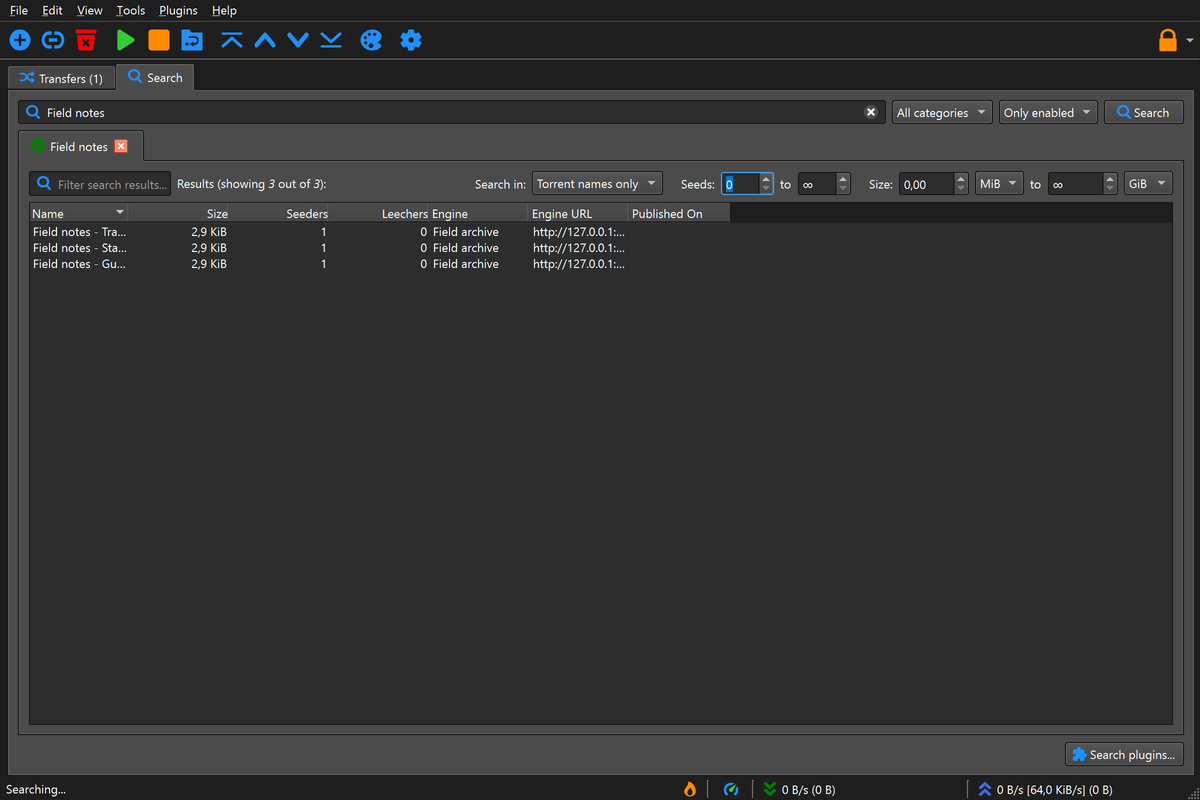 File Edit View Tools Plugins Help
Transfers (1) Search
Field notes All categories Only enabled Search
Field notes
Filter search results... Results (showing 3 out of 3): Search in: Torrent names only Seeds: 0 to ∞ Size: 0,00 MiB to ∞ GiB
Name Size Seeders Leechers Engine Engine URL Published On
Field notes - Tra... 2,9 KiB 1 0 Field archive http://127.0.0.1:...
Field notes - Sta... 2,9 KiB 1 0 Field archive http://127.0.0.1:...
Field notes - Gu... 2,9 KiB 1 0 Field archive http://127.0.0.1:...
Search plugins...
Searching... 0 B/s (0 B) 0 B/s [64,0 KiB/s] (0 B)